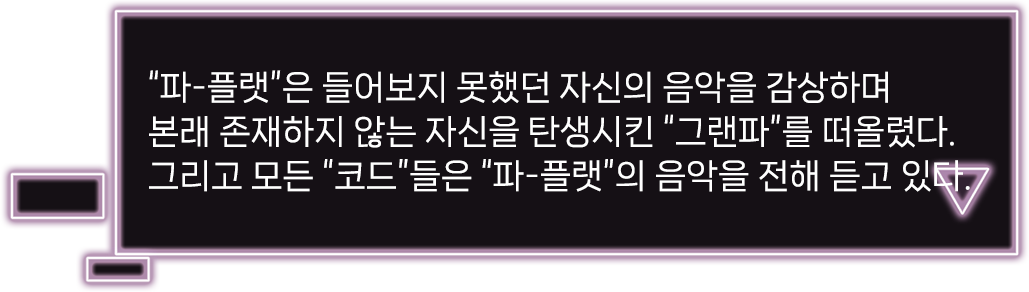 “파-플랫”은 들어보지 못했던 자신의 음악을 감상하며
본래 존재하지 않는 자신을 탄생시킨 “그랜파”를 떠올렸다.
그리고 모든 “코드”들은 “파-플랫”의 음악을 전해 듣고 있다.